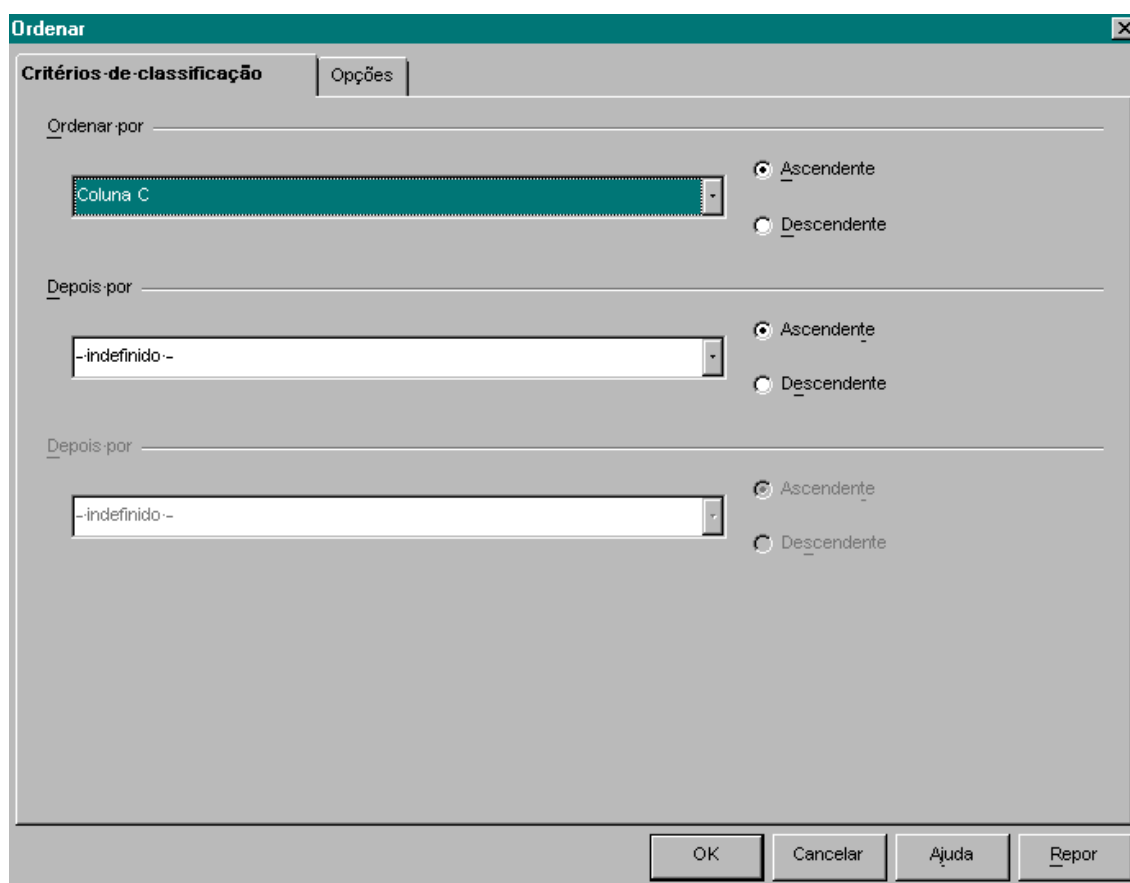 Ordenar
Critérios·de·classificação Opções
Ordenar·por
Coluna C
Ascendente
Descendente
Depois·por
-·indefinido·-
Ascendente
Descendente
Depois·por
-·indefinido·-
Ascendente
Descendente
OK Cancelar Ajuda Repor